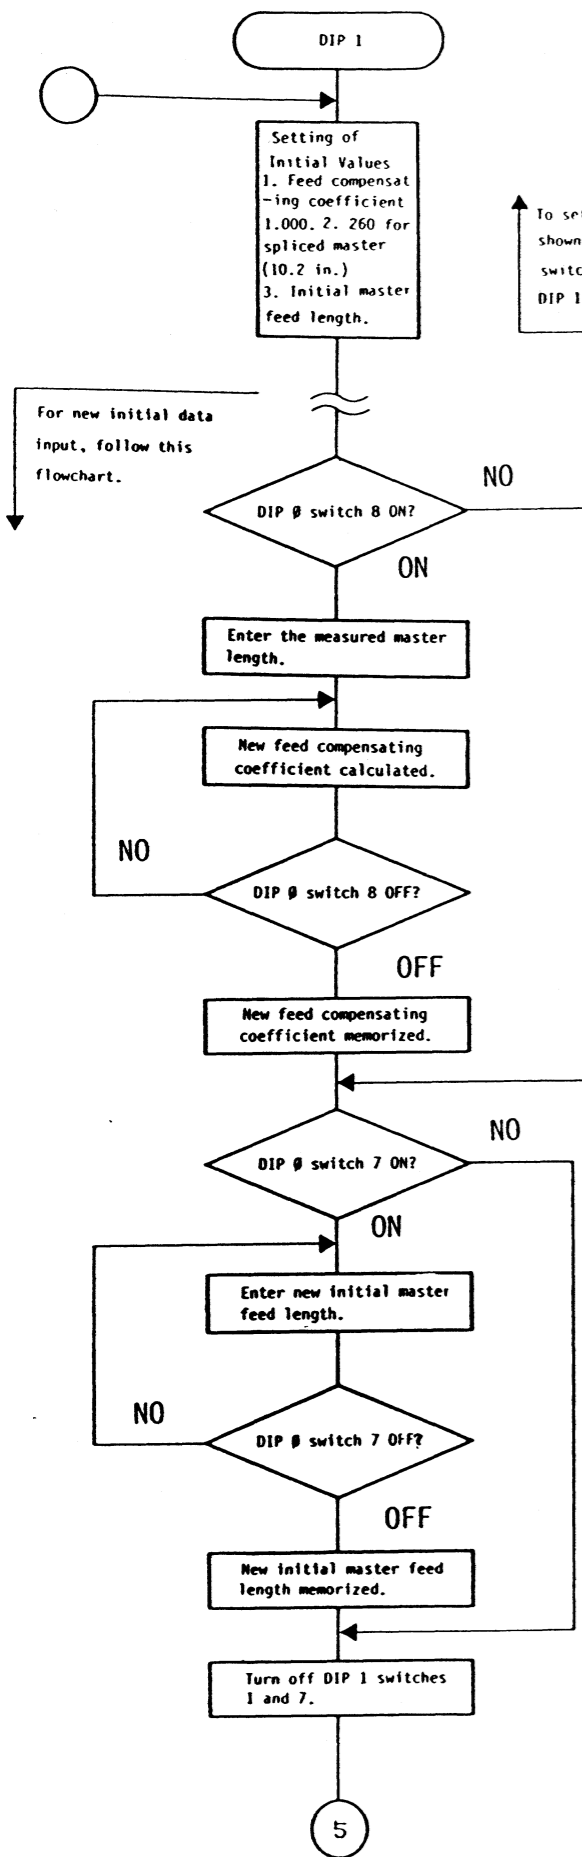 DIP 1
Setting of
Initial Values
1. Feed compensat
-ing coefficient
1.000. 2. 260 for
spliced master
(10.2 in.)
3. Initial master
feed length.
To se
shown
switc
DIP 1
For new initial data
input, follow this
flowchart.
DIP Ø switch 8 ON?
NO
ON
Enter the measured master
length.
New feed compensating
coefficient calculated.
NO
DIP Ø switch 8 OFF?
OFF
New feed compensating
coefficient memorized.
DIP Ø switch 7 ON?
NO
ON
Enter new initial master
feed length.
NO
DIP Ø switch 7 OFF?
OFF
New initial master feed
length memorized.
Turn off DIP 1 switches
1 and 7.
5